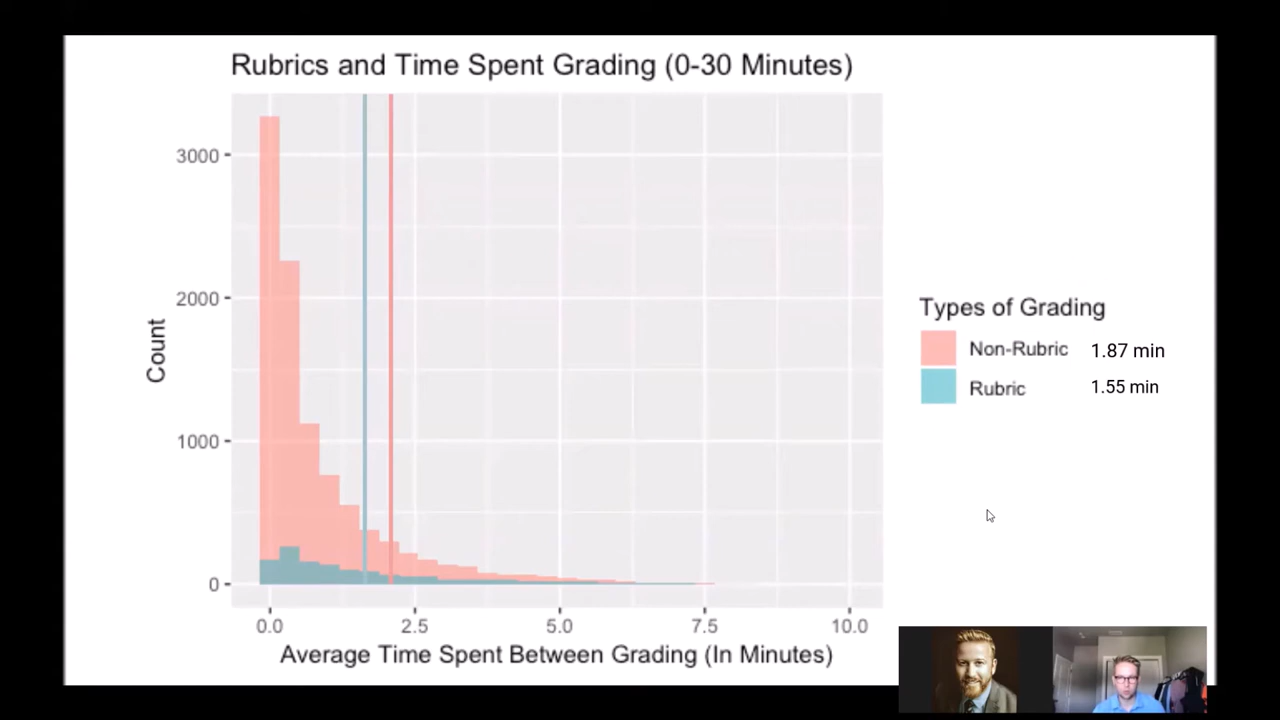 Rubrics and Time Spent Grading (0-30 Minutes)
3000
2000
1000
0
Count
0.0 2.5 5.0 7.5 10.0
Average Time Spent Between Grading (In Minutes)
Types of Grading
Non-Rubric 1.87 min
Rubric 1.55 min